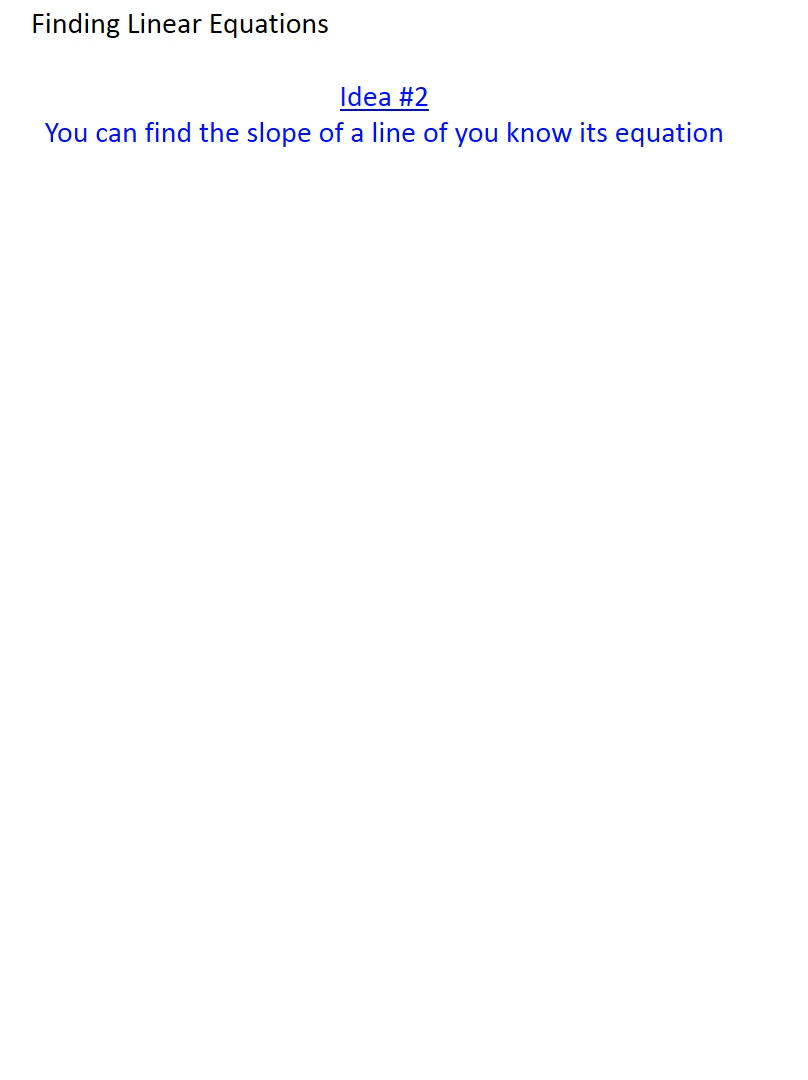 Finding Linear Equations
Idea #2
You can find the slope of a line of you know its equation